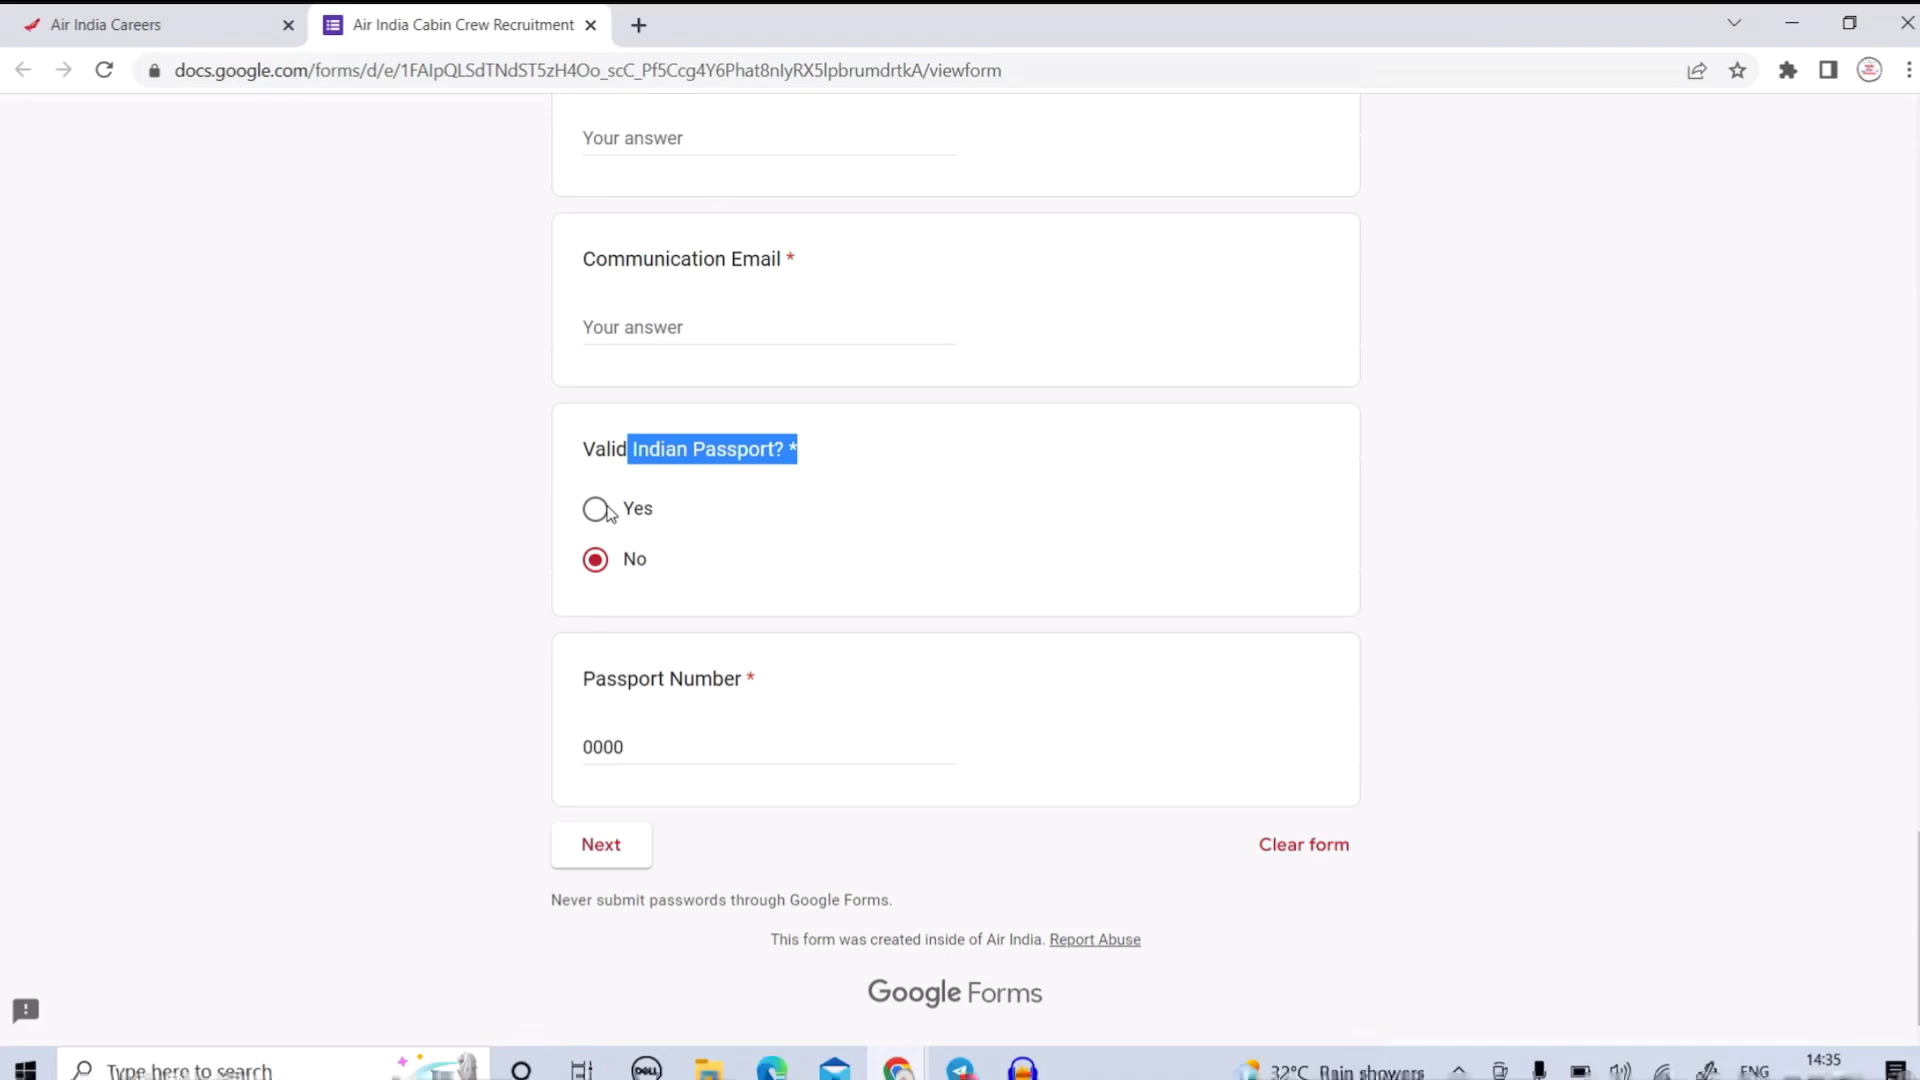 Air India Careers
Air India Cabin Crew Recruitment
docs.google.com/forms/d/e/1FAIpQLSdTNdST5zH4Oo_scC_Pf5Ccg4Y6Phat8nIyRX5lpbrumdrtkA/viewform
Your answer
Communication Email *
Your answer
Valid Indian Passport? *
Yes
No
Passport Number *
0000
Next
Clear form
Never submit passwords through Google Forms.
This form was created inside of Air India. Report Abuse
Google Forms
Type here to search
DELL
32°C Rain showers
ENG
14:35